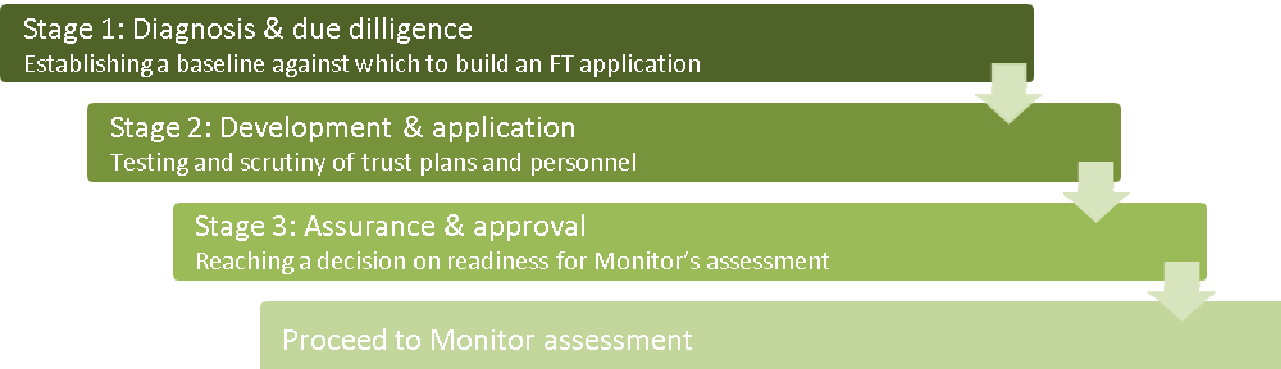 Stage 1: Diagnosis & due dilligence
Establishing a baseline against which to build an FT application
Stage 2: Development & application
Testing and scrutiny of trust plans and personnel
Stage 3: Assurance & approval
Reaching a decision on readiness for Monitor’s assessment
Proceed to Monitor assessment